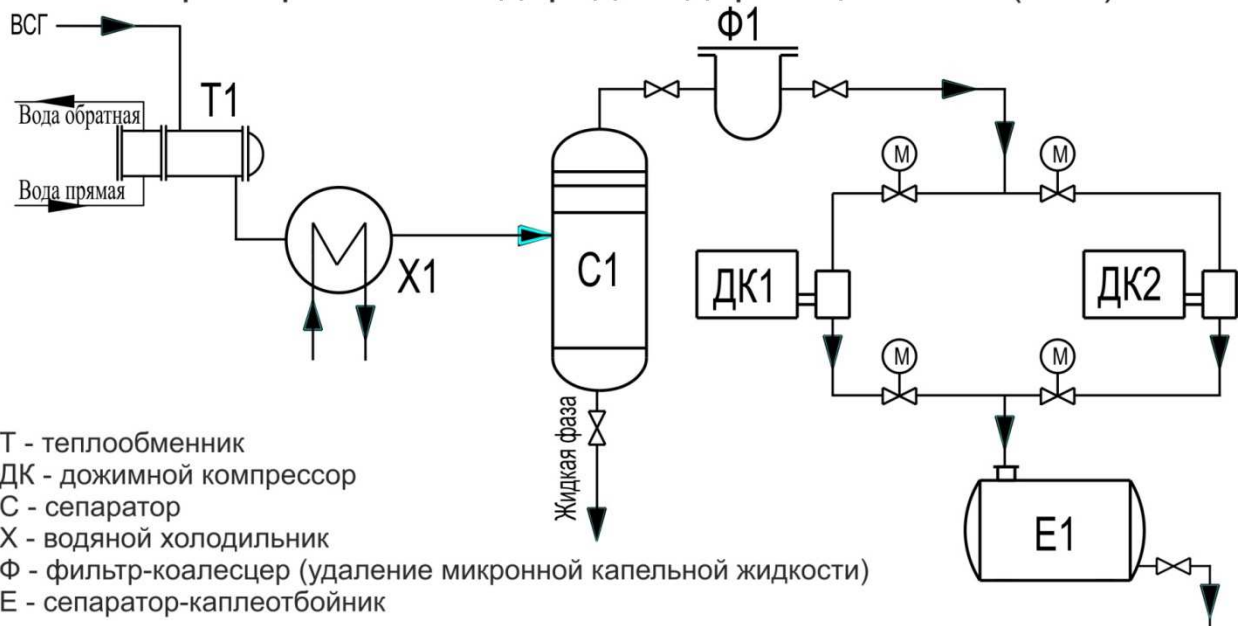 ВСГ
Ф1
Т1
Вода обратная
Вода прямая
М
М
Х1
С1
ДК1
ДК2
М
М
Жидкая фаза
Е1
Т - теплообменник
ДК - дожимной компрессор
С - сепаратор
Х - водяной холодильник
Ф - фильтр-коалесцер (удаление микронной капельной жидкости)
Е - сепаратор-каплеотбойник